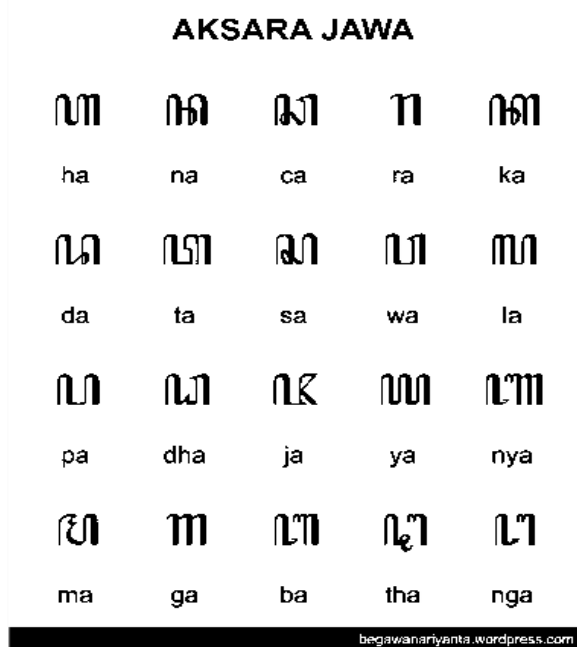 AKSARA JAWA
ꦲ ꦤ ꦕ ꦫ ꦏ
ha na ca ra ka
ꦢ ꦠ ꦱ ꦮ ꦭ
da ta sa wa la
ꦥ ꦝ ꦗ ꦪ ꦚ
pa dha ja ya nya
ꦩ ꦒ ꦧ ꦛ ꦔ
ma ga ba tha nga
begawanariyanta.wordpress.com